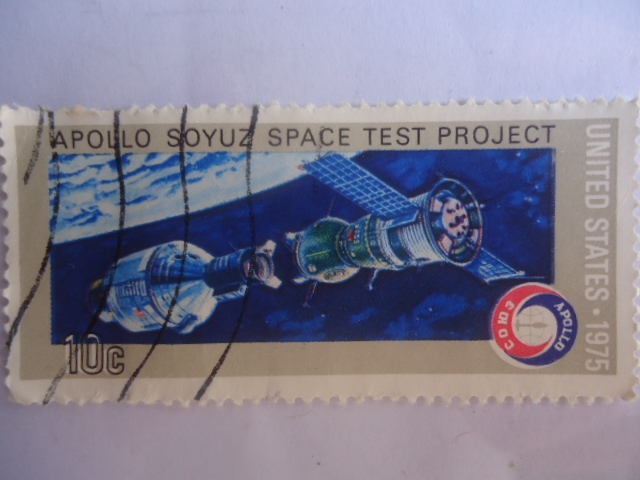 APOLLO SOYUZ SPACE TEST PROJECT
UNITED STATES • 1975
СОЮЗ
APOLLO
10c